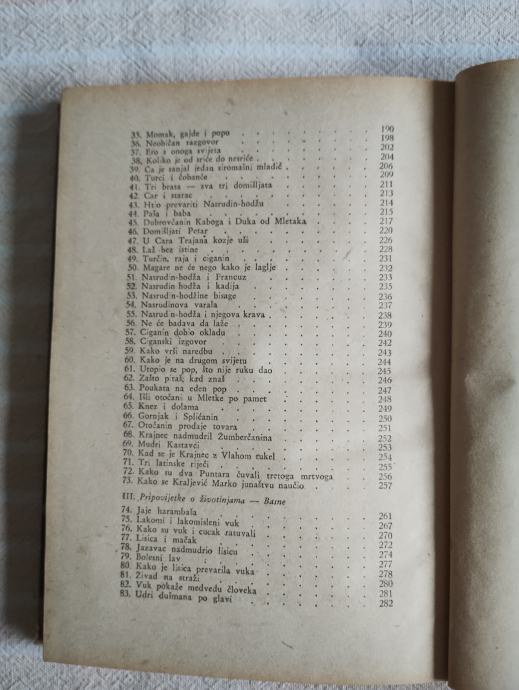 35. Momak, gajde i popo 190
36. Neobičan razgovor 198
37. Ero s onoga svijeta 202
38. Koliko je od sriće do nesriće 204
39. Ča je sanjal jedan siromalni mladić 206
40. Turci i čobanče 209
41. Tri brata — sva tri domišljata 211
42. Car i starac 213
43. Htio prevariti Nasrudin-hodžu 214
44. Paša i baba 215
45. Dubrovčanin Kaboga i Duka od Mletaka 217
46. Domišljati Petar 220
47. U Cara Trajana kozje uši 226
48. Laž bez istine 228
49. Turčin, raja i ciganin 231
50. Magare ne će nego kako je laglje 232
51. Nasrudin-hodža i Francuz 233
52. Nasrudin hodža i kadija 235
53. Nasrudin-hodžine bisage 236
54. Nasrudinova varala 237
55. Nasrudin-hodža i njegova krava 238
56. Ne će badava da laže 239
57. Ciganin dobio okladu 240
58. Ciganski izgovor 242
59. Kako vrši naredbu 243
60. Kako je na drugom svijetu 244
61. Utopio se pop, što nije ruku dao 245
62. Zašto pitaš, kad znaš 246
63. Poukata na eden pop 247
64. Išli otočani u Mletke po pamet 248
65. Knez i dolama 249
66. Gornjak i Splićanin 250
67. Otočanin prodaje tovara 251
68. Krajnec nadmudril Žumberčanina 252
69. Mudri Kastavci 253
70. Kad se je Krajnec z Vlahom tukel 254
71. Tri latinske riječi 255
72. Kako su dva Puntara čuvali tretoga mrtvoga 256
73. Kako se Kraljević Marko junaštvu naučio 257
III. Pripovijetke o životinjama — Basne
74. Jaje harambaša 261
75. Lakomi i lakomisleni vuk 267
76. Kako su vuk i cucak ratuvali 270
77. Lisica i mačak 272
78. Jazavac nadmudrio lisicu 274
79. Bolesni lav 277
80. Kako je lisica prevarila vuka 278
81. Živad na straži 280
82. Vuk pokaže medvedu človeka 281
83. Udri dušmana po glavi 282